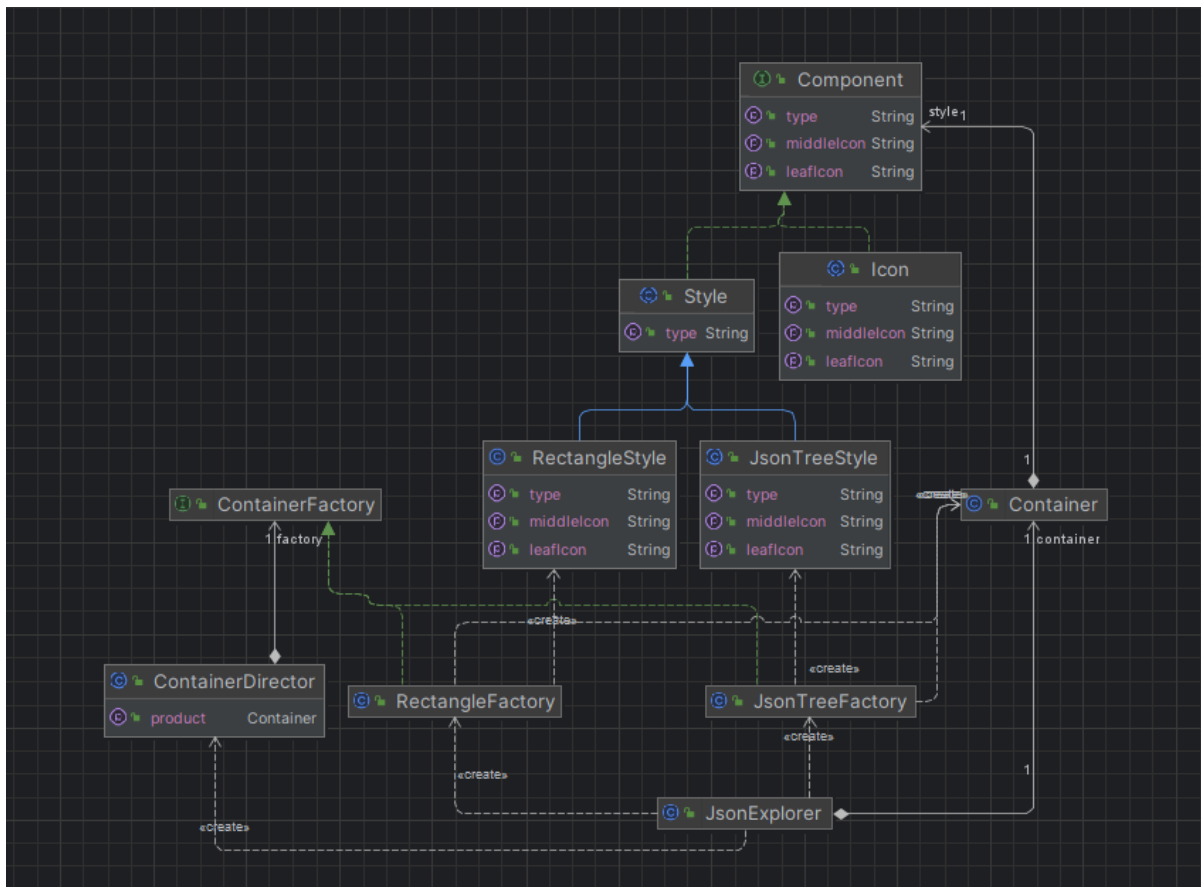 Component
type String
middleIcon String
leafIcon String
style 1
Icon
type String
middleIcon String
leafIcon String
Style
type String
RectangleStyle
type String
middleIcon String
leafIcon String
JsonTreeStyle
type String
middleIcon String
leafIcon String
1
ContainerFactory
«create»
Container
1 factory
1 container
«create»
«create»
ContainerDirector
product Container
RectangleFactory
JsonTreeFactory
«create»
«create»
1
JsonExplorer
«create»